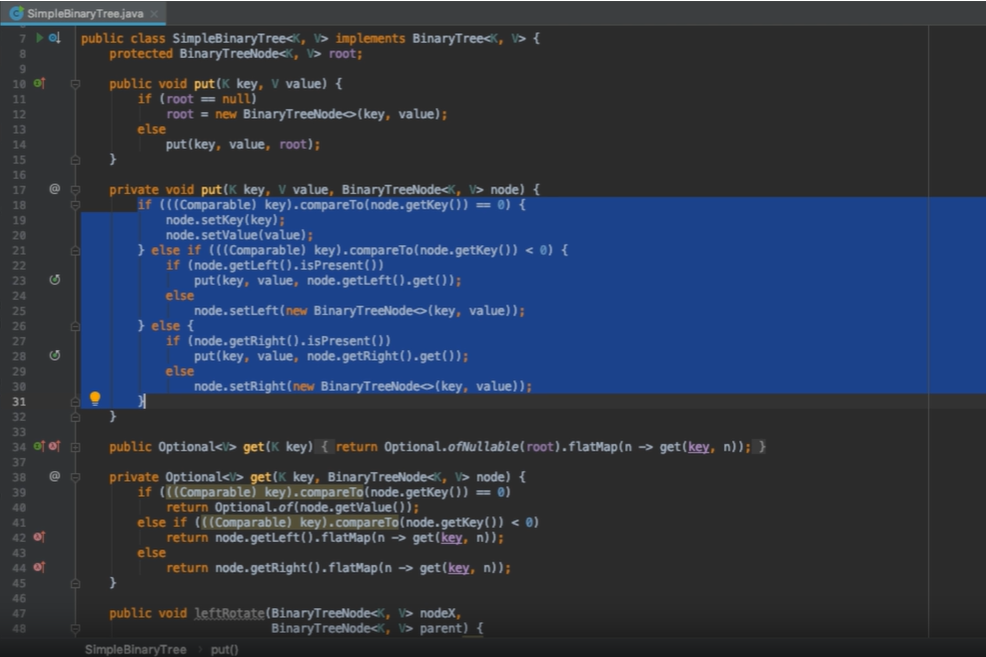 SimpleBinaryTree.java
7 public class SimpleBinaryTree<K, V> implements BinaryTree<K, V> {
8 protected BinaryTreeNode<K, V> root;
9
10 public void put(K key, V value) {
11 if (root == null)
12 root = new BinaryTreeNode<>(key, value);
13 else
14 put(key, value, root);
15 }
16
17 @ private void put(K key, V value, BinaryTreeNode<K, V> node) {
18 if (((Comparable) key).compareTo(node.getKey()) == 0) {
19 node.setKey(key);
20 node.setValue(value);
21 } else if (((Comparable) key).compareTo(node.getKey()) < 0) {
22 if (node.getLeft().isPresent())
23 put(key, value, node.getLeft().get());
24 else
25 node.setLeft(new BinaryTreeNode<>(key, value));
26 } else {
27 if (node.getRight().isPresent())
28 put(key, value, node.getRight().get());
29 else
30 node.setRight(new BinaryTreeNode<>(key, value));
31 }
32 }
33
34 public Optional<V> get(K key) { return Optional.ofNullable(root).flatMap(n -> get(key, n)); }
37
38 @ private Optional<V> get(K key, BinaryTreeNode<K, V> node) {
39 if (((Comparable) key).compareTo(node.getKey()) == 0)
40 return Optional.of(node.getValue());
41 else if (((Comparable) key).compareTo(node.getKey()) < 0)
42 return node.getLeft().flatMap(n -> get(key, n));
43 else
44 return node.getRight().flatMap(n -> get(key, n));
45 }
46
47 public void leftRotate(BinaryTreeNode<K, V> nodeX,
48 BinaryTreeNode<K, V> parent) {
SimpleBinaryTree > put()